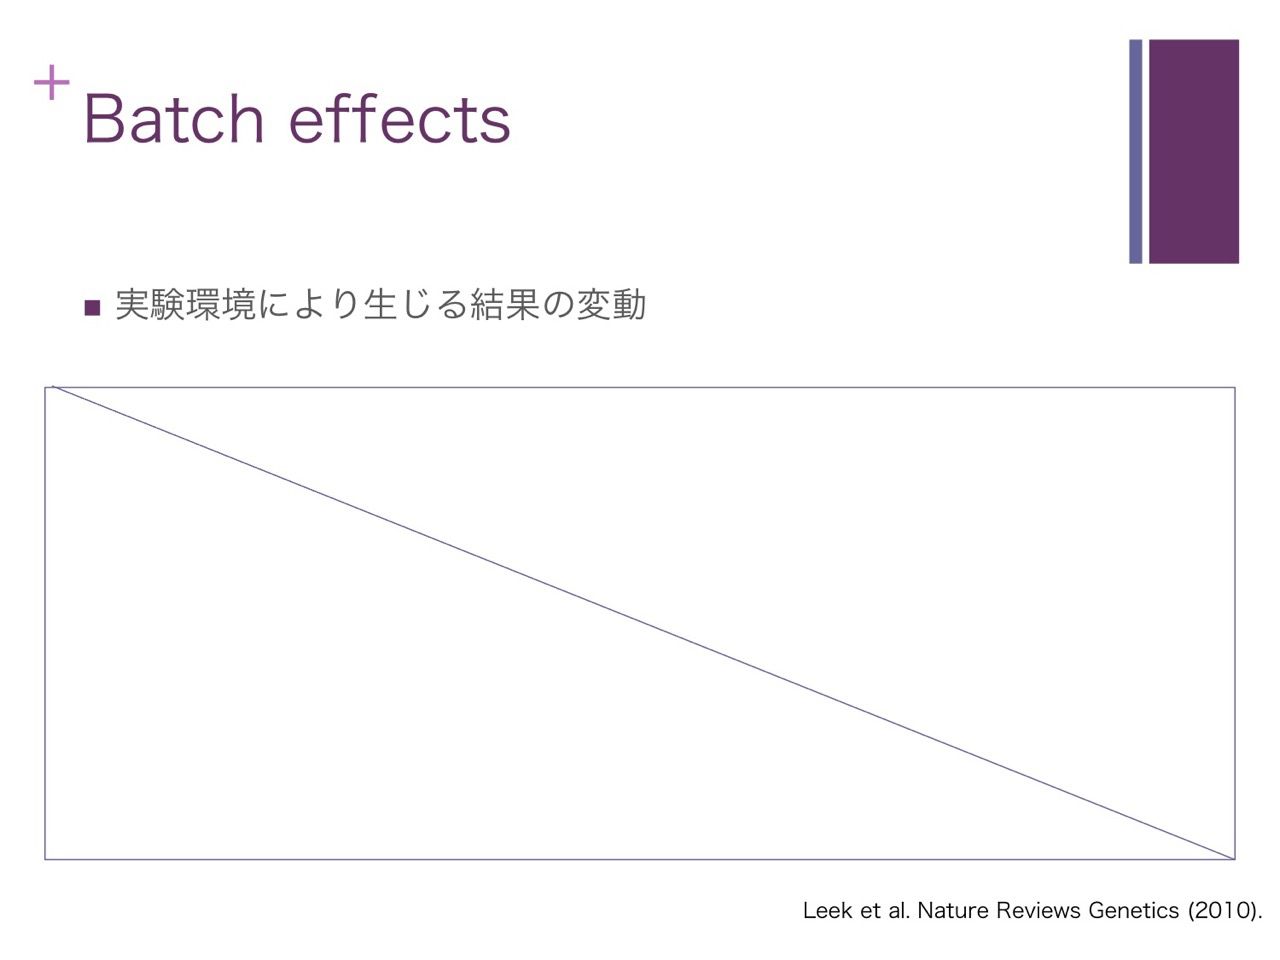 +
Batch effects
■ 実験環境により生じる結果の変動
Leek et al. Nature Reviews Genetics (2010).